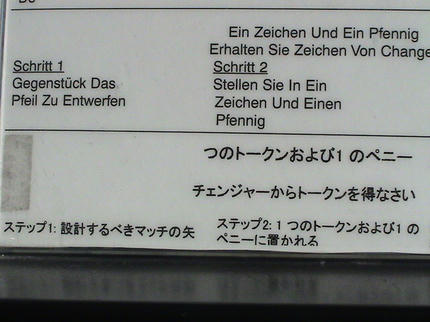 Ein Zeichen Und Ein Pfennig
Erhalten Sie Zeichen Von Change
Schritt 1
Gegenstück Das
Pfeil Zu Entwerfen
Schritt 2
Stellen Sie In Ein
Zeichen Und Einen
Pfennig
つのトークンおよび1 のペニー
チェンジャーからトークンを得なさい
ステップ1: 設計するべきマッチの矢
ステップ2: 1 つのトークンおよび1 の
ペニーに置かれる